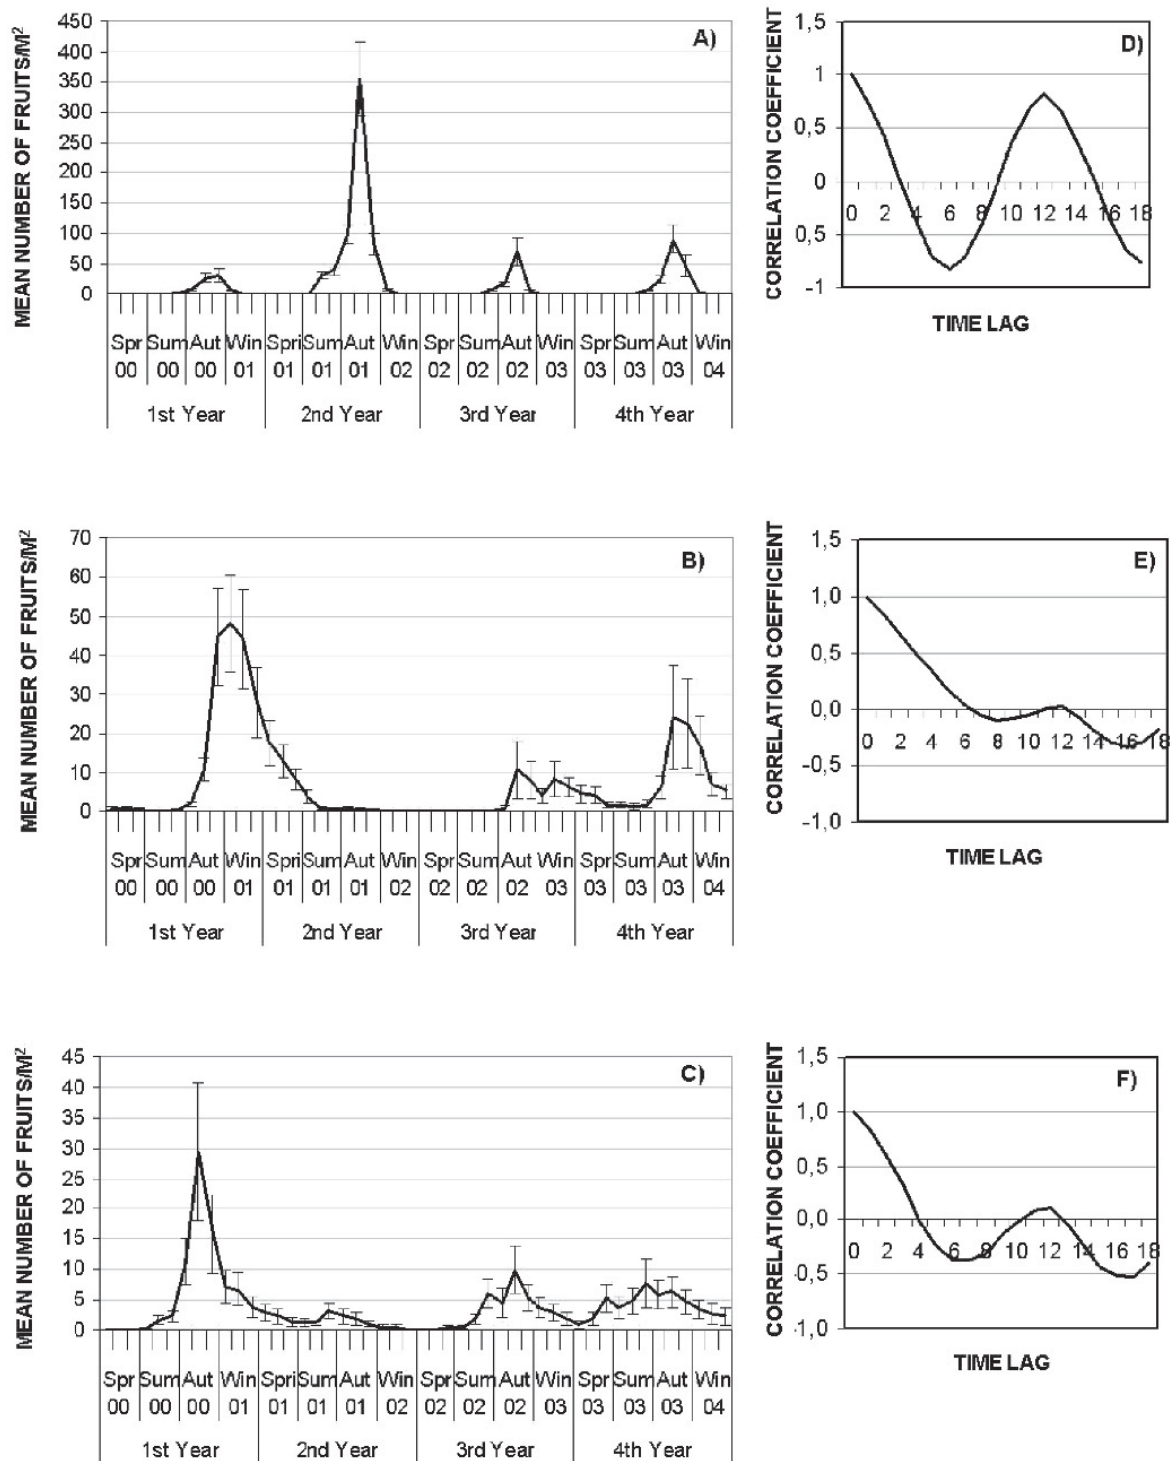 A)
MEAN NUMBER OF FRUITS/M²
450
400
350
300
250
200
150
100
50
0
Spr Sum Aut Win Spri Sum Aut Win Spr Sum Aut Win Spr Sum Aut Win
00 00 00 01 01 01 01 02 02 02 02 03 03 03 03 04
1st Year 2nd Year 3rd Year 4th Year
D)
CORRELATION COEFFICIENT
1,5
1
0,5
0
-0,5
-1
0 2 4 6 8 10 12 14 16 18
TIME LAG
B)
MEAN NUMBER OF FRUITS/M²
70
60
50
40
30
20
10
0
Spr Sum Aut Win Spri Sum Aut Win Spr Sum Aut Win Spr Sum Aut Win
00 00 00 01 01 01 01 02 02 02 02 03 03 03 03 04
1st Year 2nd Year 3rd Year 4th Year
E)
CORRELATION COEFFICIENT
1,5
1,0
0,5
0,0
-0,5
-1,0
0 2 4 6 8 10 12 14 16 18
TIME LAG
C)
MEAN NUMBER OF FRUITS/M²
45
40
35
30
25
20
15
10
5
0
Spr Sum Aut Win Spri Sum Aut Win Spr Sum Aut Win Spr Sum Aut Win
00 00 00 01 01 01 01 02 02 02 02 03 03 03 03 04
1st Year 2nd Year 3rd Year 4th Year
F)
CORRELATION COEFFICIENT
1,5
1,0
0,5
0,0
-0,5
-1,0
0 2 4 6 8 10 12 14 16 18
TIME LAG